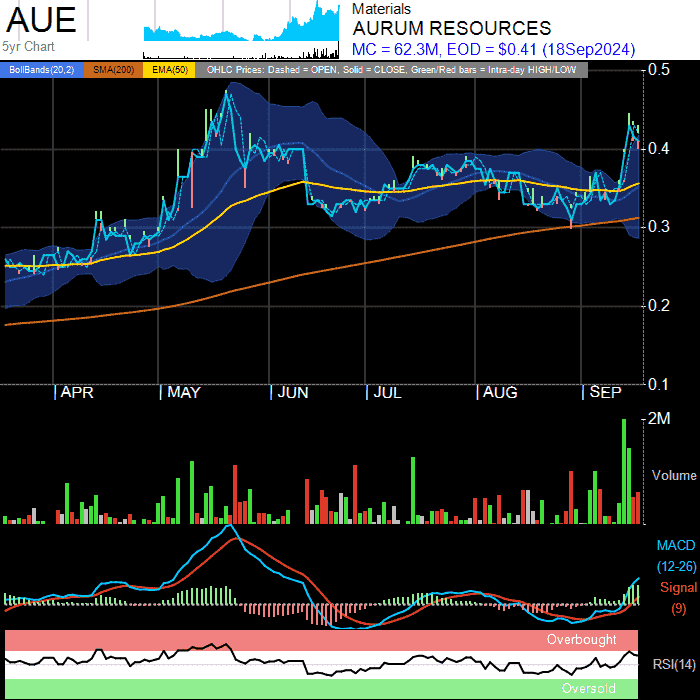 AUE
5yr Chart
Materials
AURUM RESOURCES
MC = 62.3M, EOD = $0.41 (18Sep2024)
BollBands(20,2) SMA(200) EMA(50) OHLC Prices: Dashed = OPEN, Solid = CLOSE, Green/Red bars = Intra-day HIGH/LOW
0.5
0.4
0.3
0.2
0.1
APR MAY JUN JUL AUG SEP
2M
Volume
MACD
(12-26)
Signal
(9)
Overbought
RSI(14)
Oversold